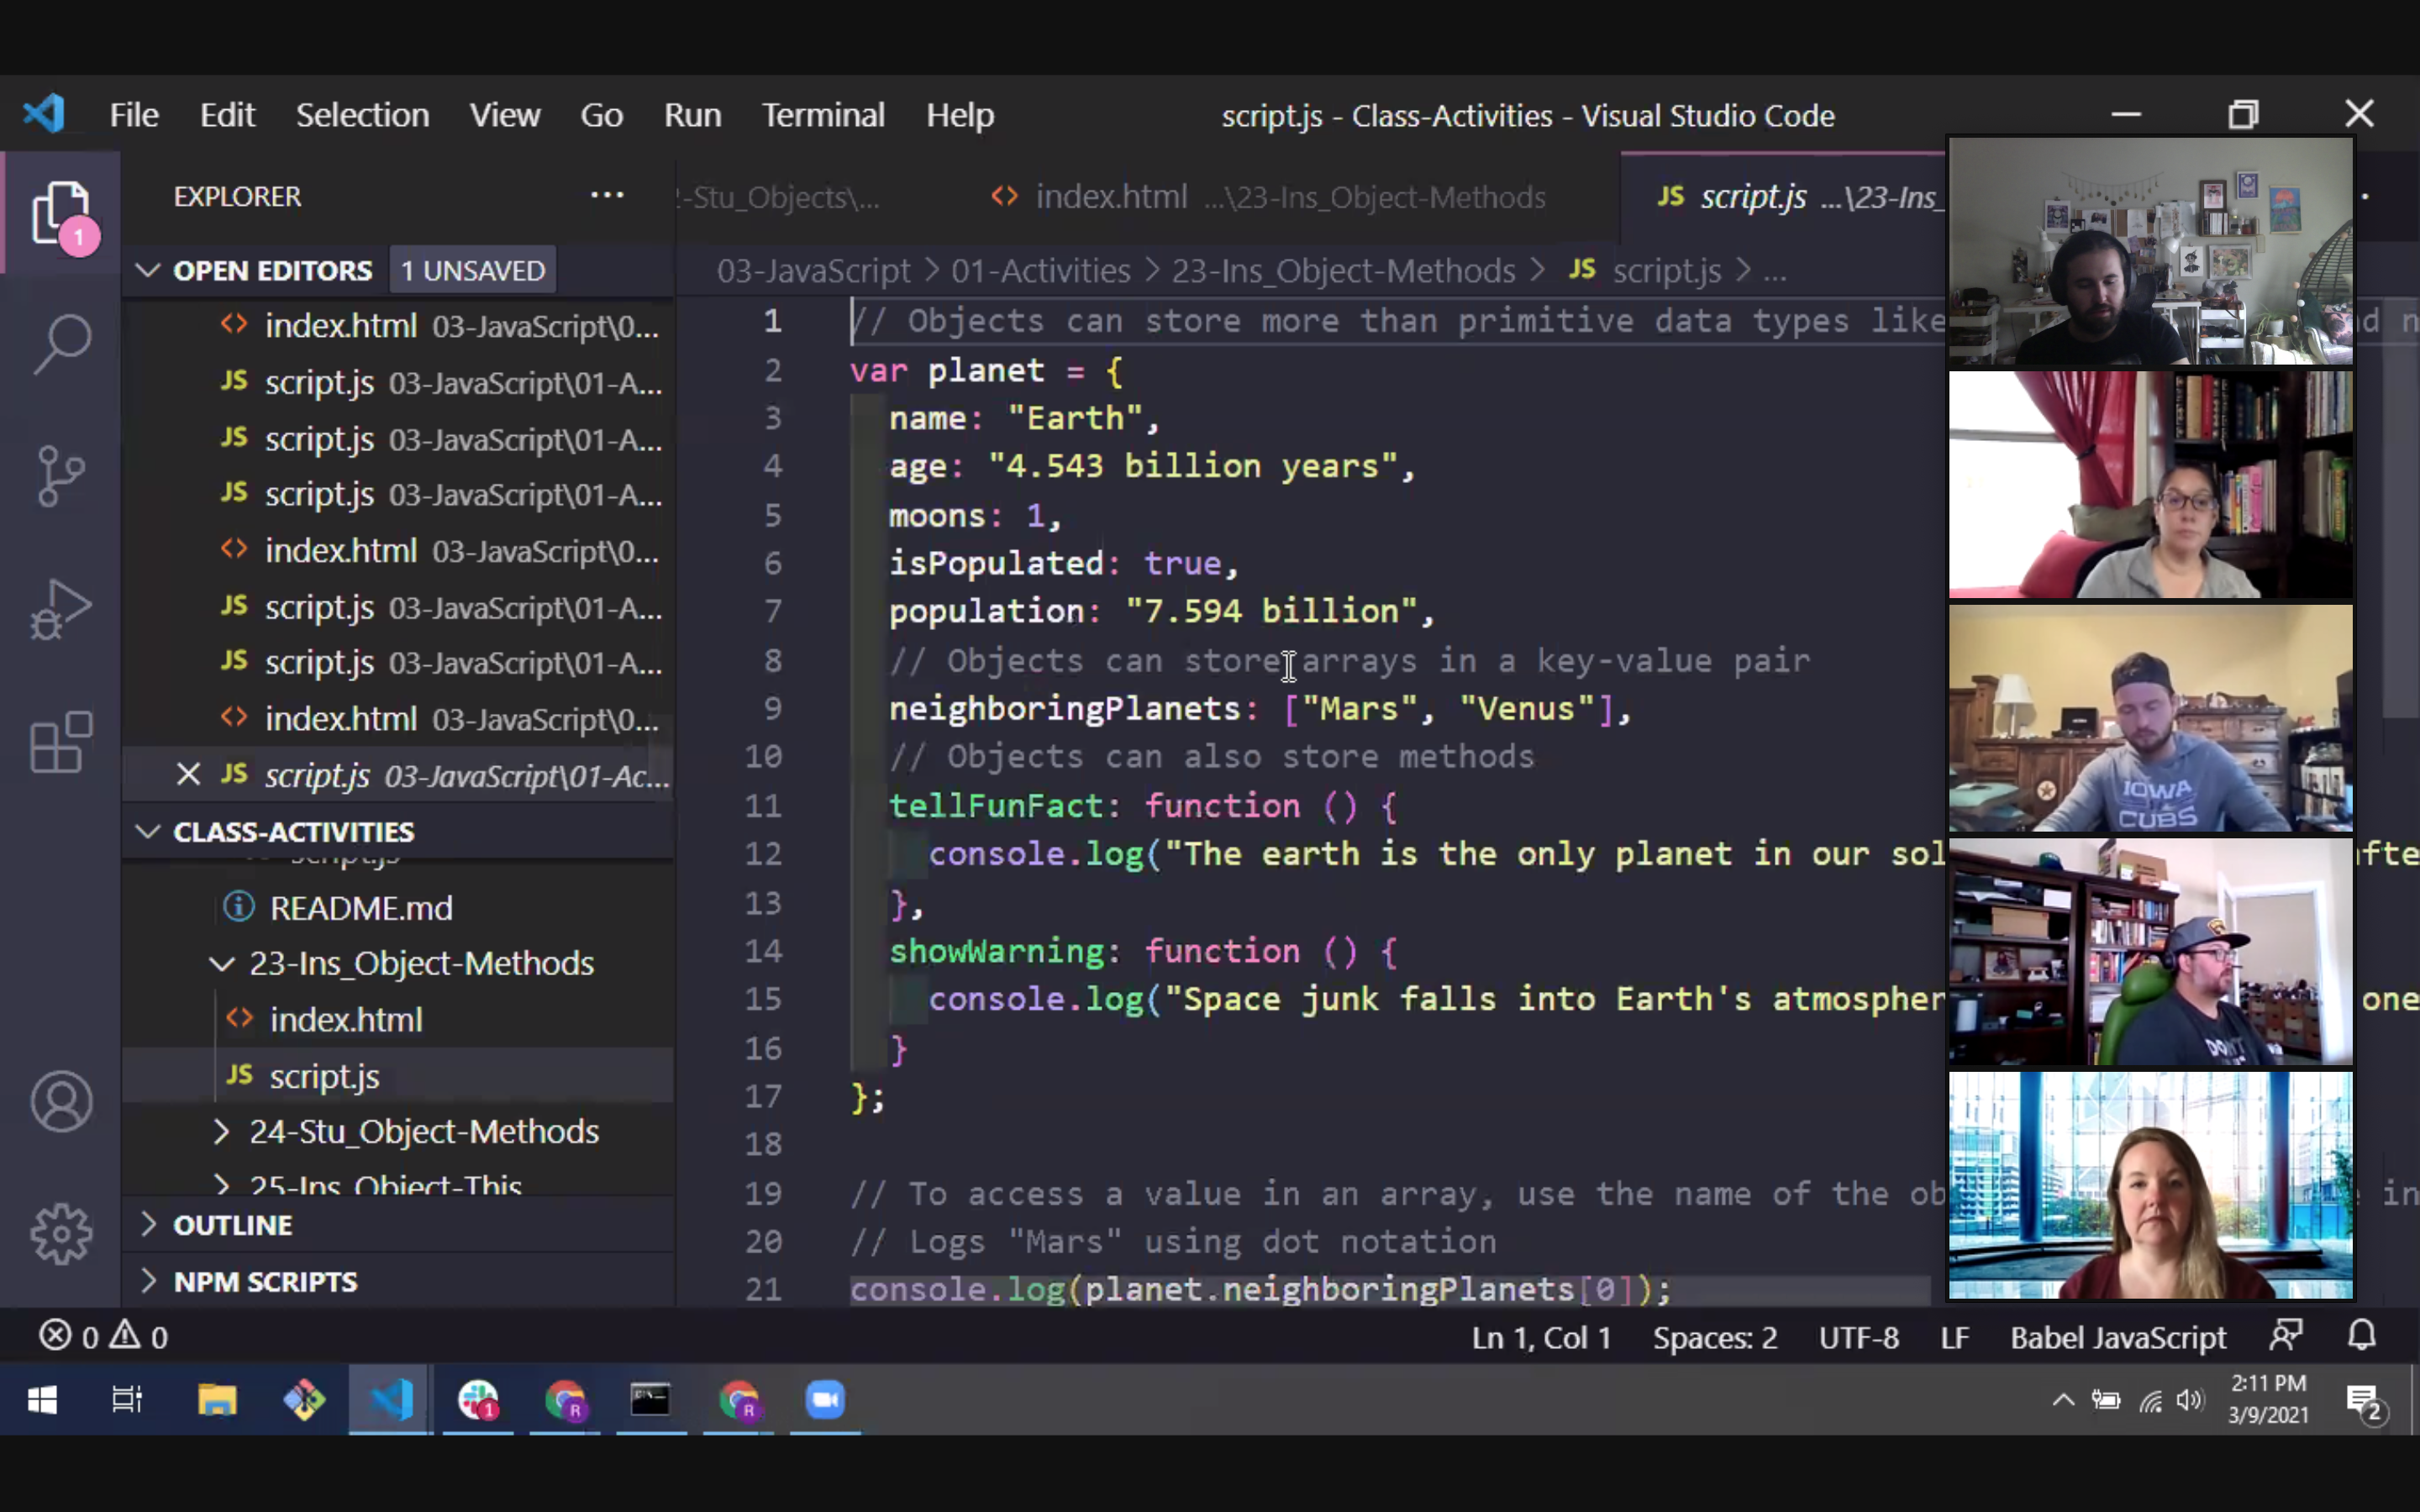 File Edit Selection View Go Run Terminal Help script.js - Class-Activities - Visual Studio Code
EXPLORER ...
-Stu_Objects\...
<> index.html ...\23-Ins_Object-Methods
JS script.js ...\23-Ins_
1
OPEN EDITORS 1 UNSAVED
03-JavaScript > 01-Activities > 23-Ins_Object-Methods > JS script.js > ...
<> index.html 03-JavaScript\0...
JS script.js 03-JavaScript\01-A...
JS script.js 03-JavaScript\01-A...
JS script.js 03-JavaScript\01-A...
<> index.html 03-JavaScript\0...
JS script.js 03-JavaScript\01-A...
JS script.js 03-JavaScript\01-A...
<> index.html 03-JavaScript\0...
JS script.js 03-JavaScript\01-Ac...
CLASS-ACTIVITIES
script.js
README.md
23-Ins_Object-Methods
<> index.html
JS script.js
> 24-Stu_Object-Methods
> 25-Ins_Object-This
> OUTLINE
> NPM SCRIPTS
1 // Objects can store more than primitive data types like
2 var planet = {
3 name: "Earth",
4 age: "4.543 billion years",
5 moons: 1,
6 isPopulated: true,
7 population: "7.594 billion",
8 // Objects can store arrays in a key-value pair
9 neighboringPlanets: ["Mars", "Venus"],
10 // Objects can also store methods
11 tellFunFact: function () {
12 console.log("The earth is the only planet in our sol
13 },
14 showWarning: function () {
15 console.log("Space junk falls into Earth's atmospher
16 }
17 };
18
19 // To access a value in an array, use the name of the ob
20 // Logs "Mars" using dot notation
21 console.log(planet.neighboringPlanets[0]);
IOWA
CUBS
0 0
Ln 1, Col 1 Spaces: 2 UTF-8 LF Babel JavaScript
1 R R
2:11 PM
3/9/2021
2